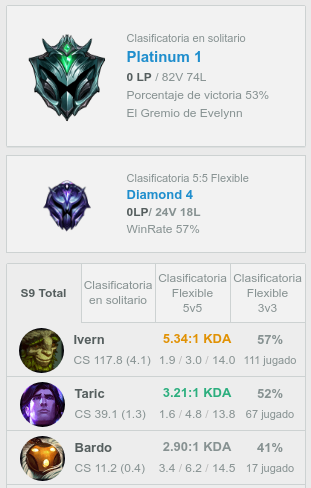 Clasificatoria en solitario
Platinum 1
0 LP / 82V 74L
Porcentaje de victoria 53%
El Gremio de Evelynn
Clasificatoria 5:5 Flexible
Diamond 4
0LP/ 24V 18L
WinRate 57%
S9 Total
Clasificatoria en solitario
Clasificatoria Flexible 5v5
Clasificatoria Flexible 3v3
Ivern 5.34:1 KDA 57%
CS 117.8 (4.1) 1.9 / 3.0 / 14.0 111 jugado
Taric 3.21:1 KDA 52%
CS 39.1 (1.3) 1.6 / 4.8 / 13.8 67 jugado
Bardo 2.90:1 KDA 41%
CS 11.2 (0.4) 3.4 / 6.2 / 14.5 17 jugado